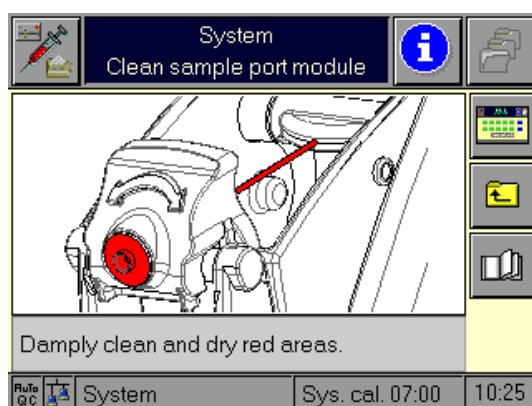 System
Clean sample port module
i
Damply clean and dry red areas.
AuTo
QC
System
Sys. cal. 07:00
10:25